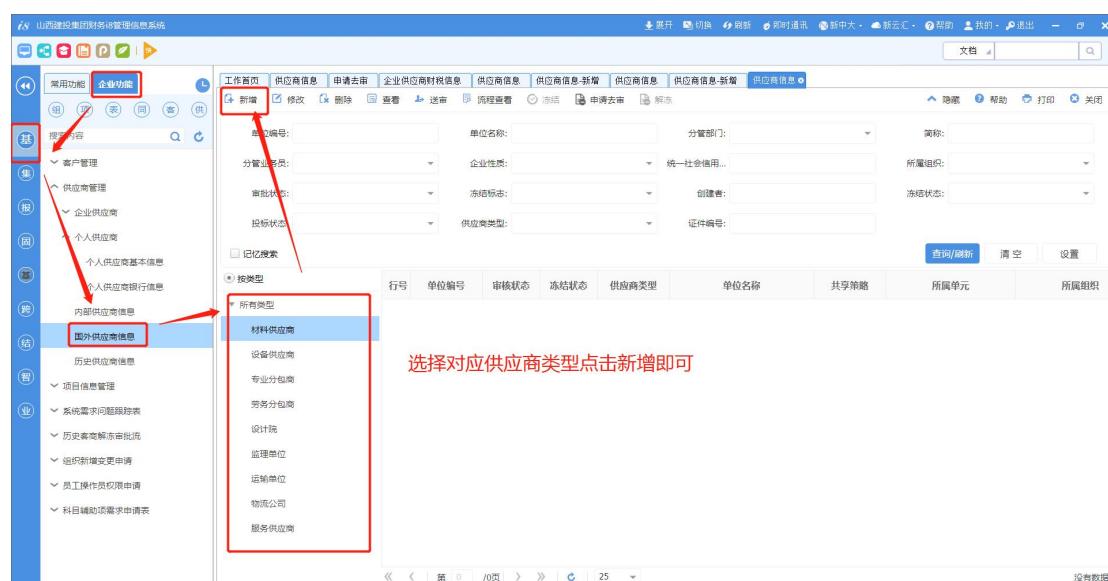 i8 山西建投集团财务i8管理信息系统 展开 切换 刷新 即时通讯 新中大 新云汇 帮助 我的 退出
文档
常用功能 企业功能
工作首页 供应商信息 申请去审 企业供应商财税信息 供应商信息 供应商信息-新增 供应商信息 供应商信息-新增 供应商信息
新增 修改 删除 查看 送审 流程查看 冻结 申请去审 解冻 隐藏 帮助 打印 关闭
组 项 表 同 客 供
搜索内容
基
集
报
固
跨
结
智
业
客户管理
供应商管理
企业供应商
个人供应商
个人供应商基本信息
个人供应商银行信息
内部供应商信息
国外供应商信息
历史供应商信息
项目信息管理
系统需求问题跟踪表
历史客商解冻审批流
组织新增变更申请
员工操作员权限申请
科目辅助项需求申请表
单位编号: 单位名称: 分管部门: 简称:
分管业务员: 企业性质: 统一社会信用... 所属组织:
审批状态: 冻结标志: 创建者: 冻结状态:
投标状态: 供应商类型: 证件编号:
记忆搜索 查询/刷新 清空 设置
按类型
行号 单位编号 审核状态 冻结状态 供应商类型 单位名称 共享策略 所属单元 所属组织
所有类型
材料供应商
设备供应商
专业分包商
劳务分包商
设计院
监理单位
运输单位
物流公司
服务供应商
选择对应供应商类型点击新增即可
第 0 /0页 25 没有数据